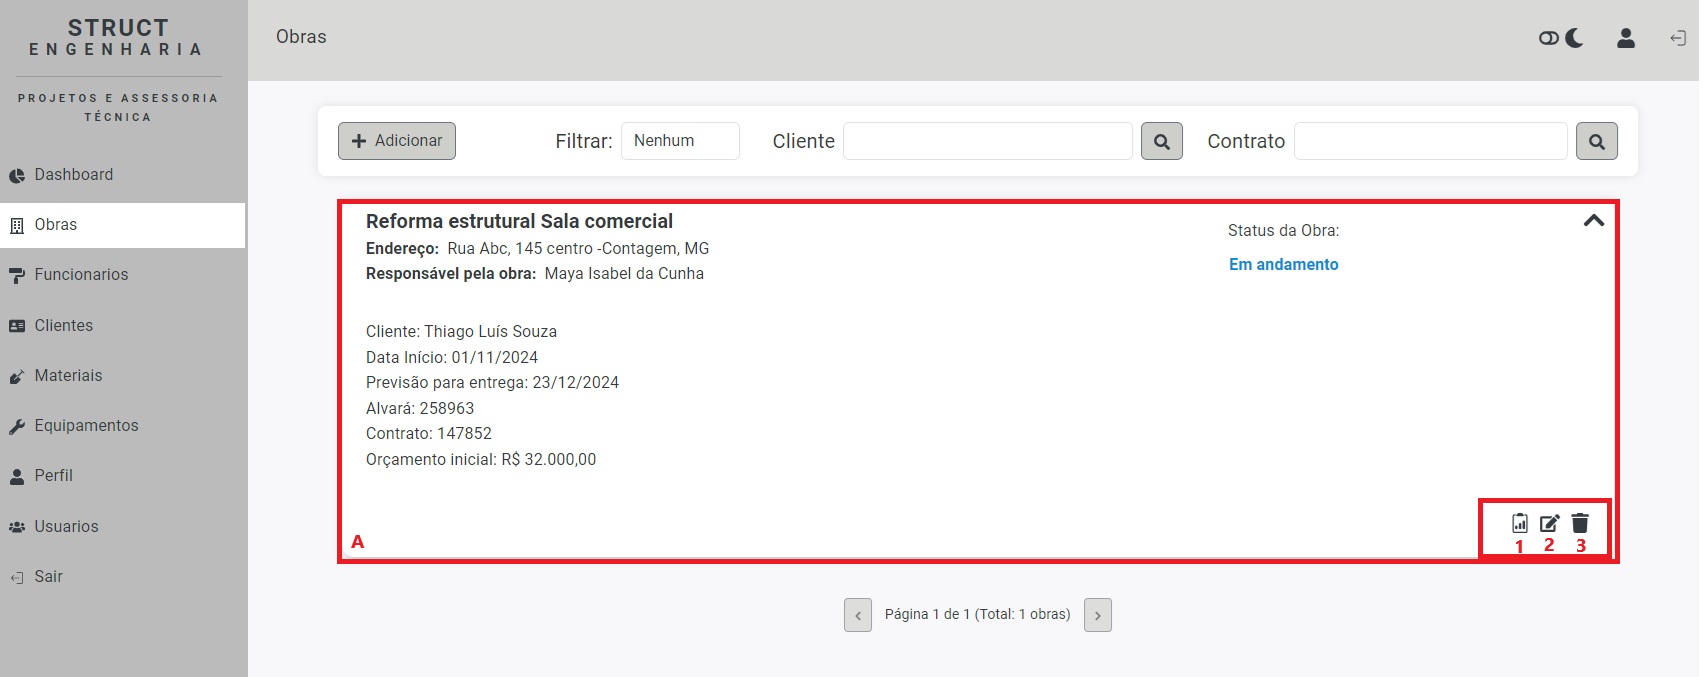 STRUCT
ENGENHARIA
PROJETOS E ASSESSORIA
TÉCNICA
Dashboard
Obras
Funcionarios
Clientes
Materiais
Equipamentos
Perfil
Usuarios
Sair
Obras
Adicionar
Filtrar: Nenhum Cliente Contrato
Reforma estrutural Sala comercial
Endereço: Rua Abc, 145 centro -Contagem, MG
Responsável pela obra: Maya Isabel da Cunha
Status da Obra:
Em andamento
Cliente: Thiago Luís Souza
Data Início: 01/11/2024
Previsão para entrega: 23/12/2024
Alvará: 258963
Contrato: 147852
Orçamento inicial: R$ 32.000,00
A
1 2 3
Página 1 de 1 (Total: 1 obras)